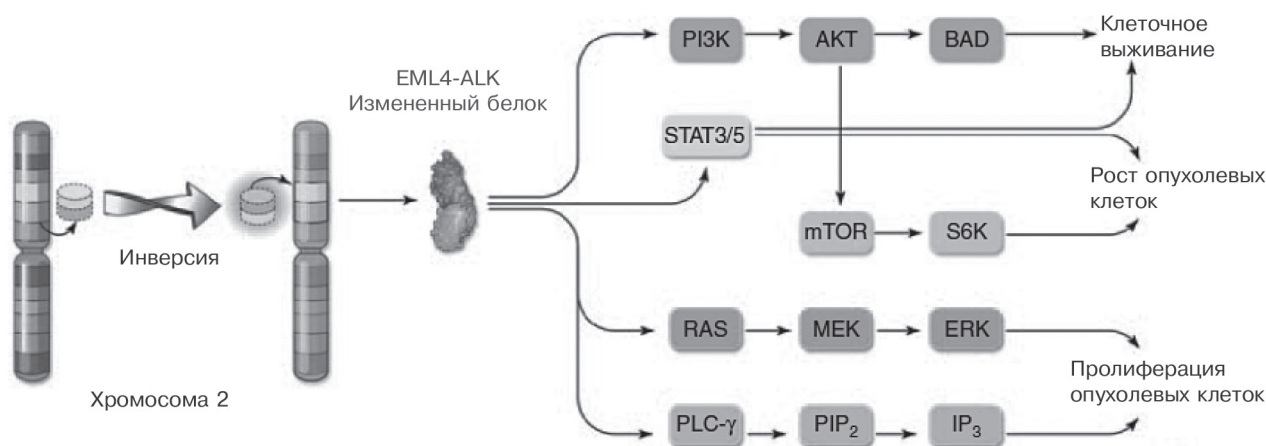 EML4-ALK
Измененный белок
Инверсия
Хромосома 2
PI3K
AKT
BAD
Клеточное
выживание
STAT3/5
Рост опухолевых
клеток
mTOR
S6K
RAS
MEK
ERK
Пролиферация
опухолевых клеток
PLC-γ
PIP₂
IP₃